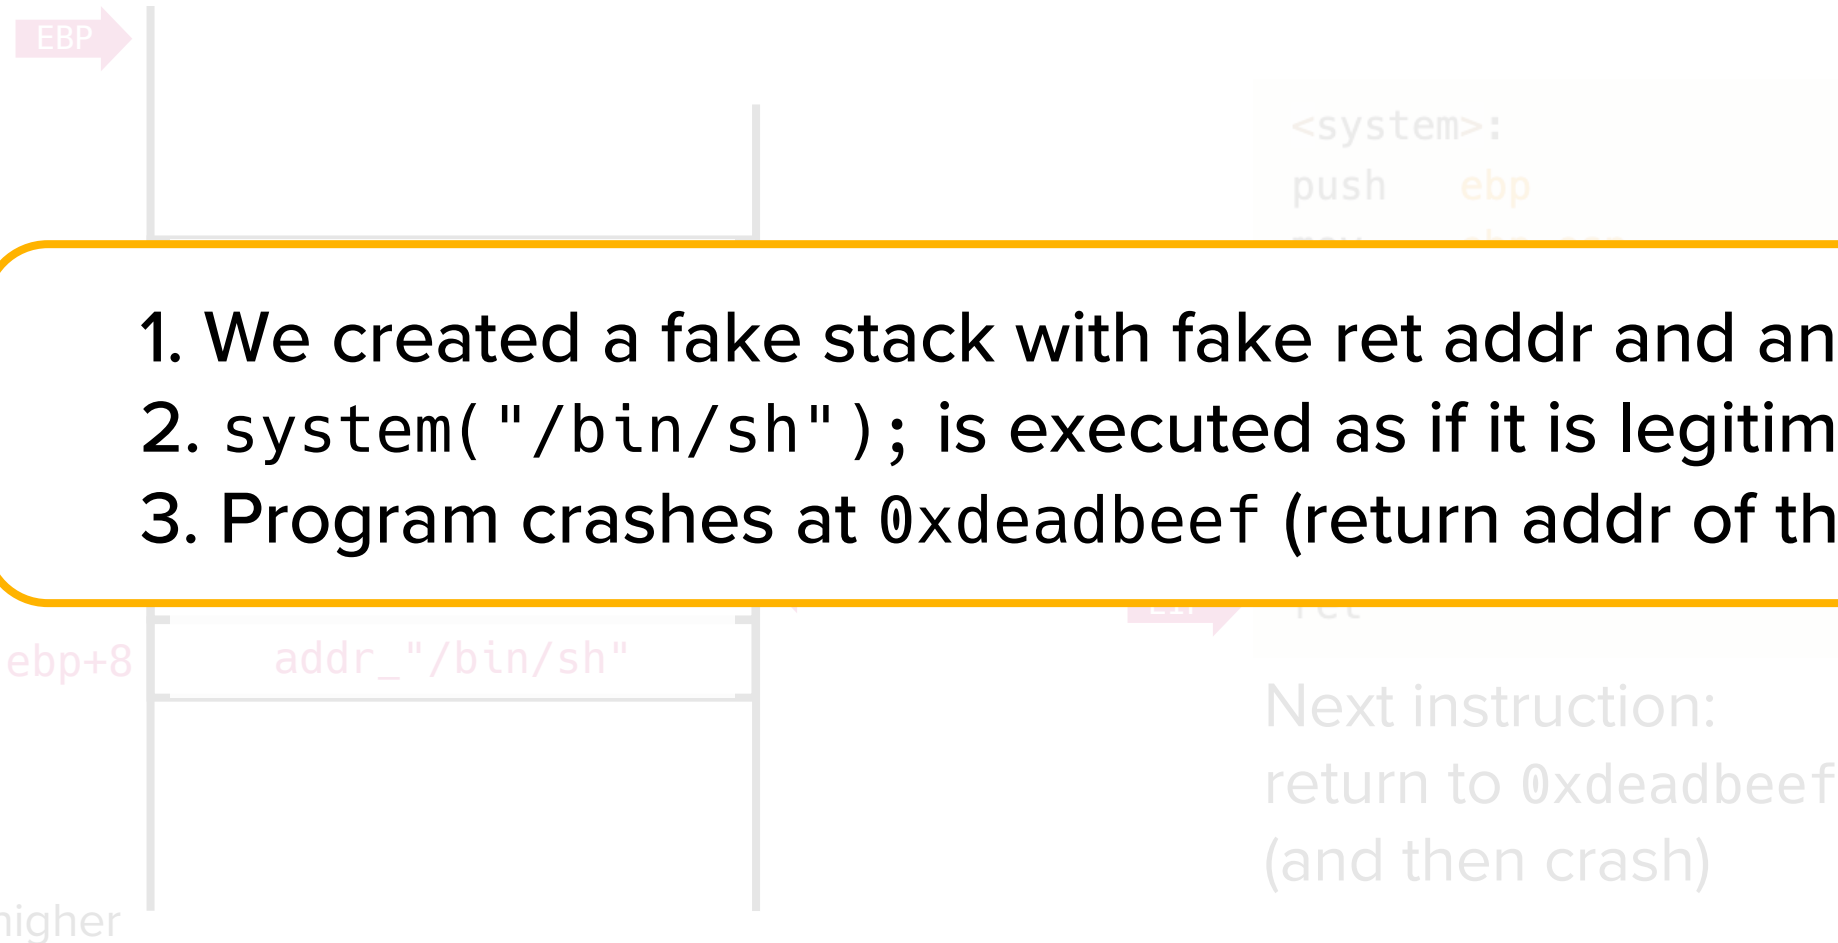 EBP
<system>:
push ebp
1. We created a fake stack with fake ret addr and an
2. system("/bin/sh"); is executed as if it is legitim
3. Program crashes at 0xdeadbeef (return addr of th
ret
ebp+8 addr_"/bin/sh"
Next instruction:
return to 0xdeadbeef
(and then crash)
higher